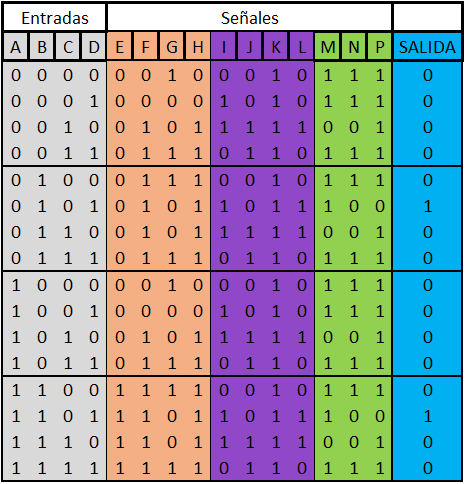 Entradas Señales
A B C D E F G H I J K L M N P SALIDA
0 0 0 0 0 0 1 0 0 0 1 0 1 1 1 0
0 0 0 1 0 0 0 0 1 0 1 0 1 1 1 0
0 0 1 0 0 1 0 1 1 1 1 1 0 0 1 0
0 0 1 1 0 1 1 1 0 1 1 0 1 1 1 0
0 1 0 0 0 1 1 1 0 0 1 0 1 1 1 0
0 1 0 1 0 1 0 1 1 0 1 1 1 0 0 1
0 1 1 0 0 1 0 1 1 1 1 1 0 0 1 0
0 1 1 1 0 1 1 1 0 1 1 0 1 1 1 0
1 0 0 0 0 0 1 0 0 0 1 0 1 1 1 0
1 0 0 1 0 0 0 0 1 0 1 0 1 1 1 0
1 0 1 0 0 1 0 1 1 1 1 1 0 0 1 0
1 0 1 1 0 1 1 1 0 1 1 0 1 1 1 0
1 1 0 0 1 1 1 1 0 0 1 0 1 1 1 0
1 1 0 1 1 1 0 1 1 0 1 1 1 0 0 1
1 1 1 0 1 1 0 1 1 1 1 1 0 0 1 0
1 1 1 1 1 1 1 1 0 1 1 0 1 1 1 0